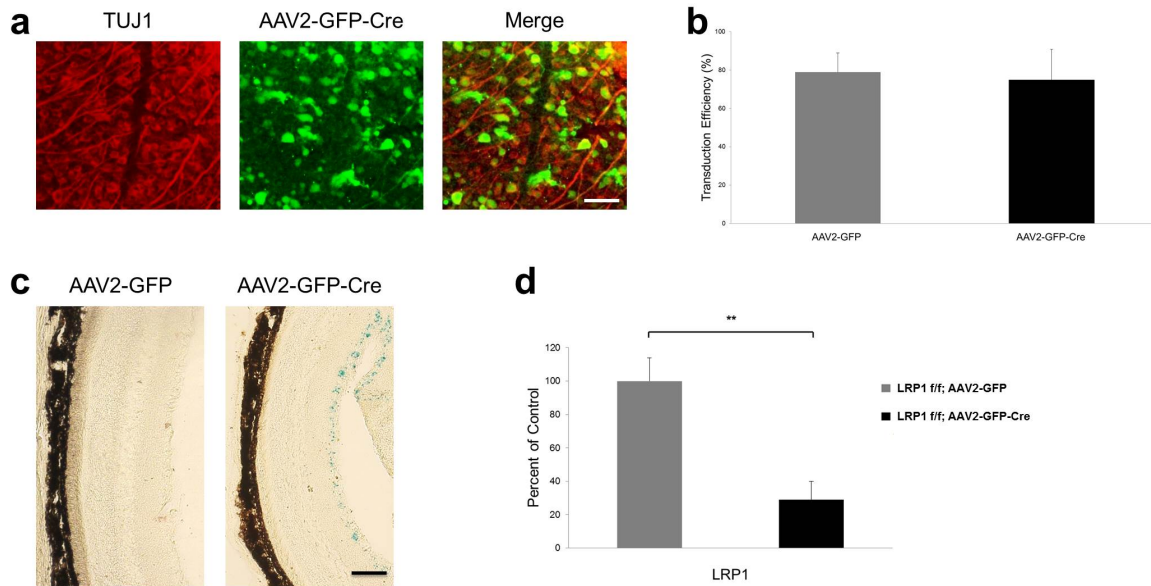 a
TUJ1 AAV2-GFP-Cre Merge
b
Transduction Efficiency (%)
100
80
60
40
20
0
AAV2-GFP AAV2-GFP-Cre
c
AAV2-GFP AAV2-GFP-Cre
d
**
Percent of Control
120
100
80
60
40
20
0
LRP1
LRP1 f/f; AAV2-GFP
LRP1 f/f; AAV2-GFP-Cre